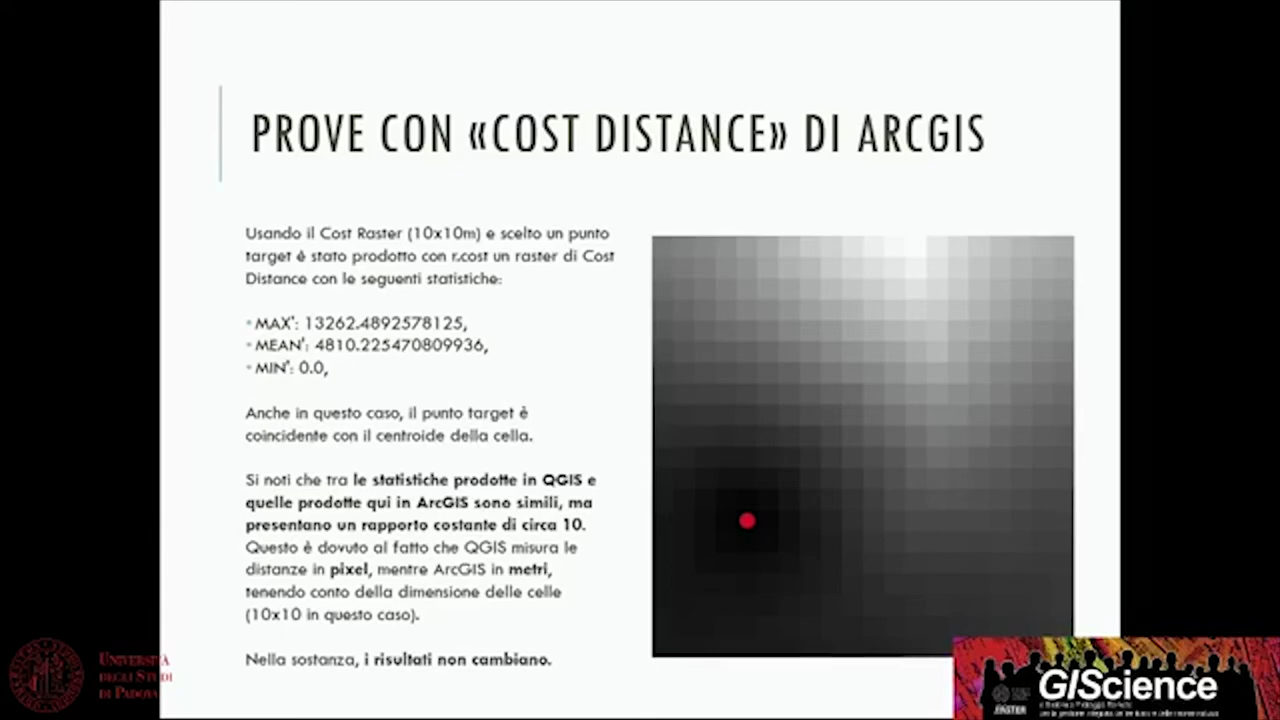 PROVE CON «COST DISTANCE» DI ARCGIS
Usando il Cost Raster (10x10m) e scelto un punto
target è stato prodotto con r.cost un raster di Cost
Distance con le seguenti statistiche:
• MAX': 13262.4892578125,
• MEAN': 4810.225470809936,
• MIN': 0.0,
Anche in questo caso, il punto target è
coincidente con il centroide della cella.
Si noti che tra le statistiche prodotte in QGIS e
quelle prodotte qui in ArcGIS sono simili, ma
presentano un rapporto costante di circa 10.
Questo è dovuto al fatto che QGIS misura le
distanze in pixel, mentre ArcGIS in metri,
tenendo conto della dimensione delle celle
(10x10 in questo caso).
Nella sostanza, i risultati non cambiano.
UNIVERSITÀ
DEGLI STUDI
DI PADOVA
GIScience
MASTER